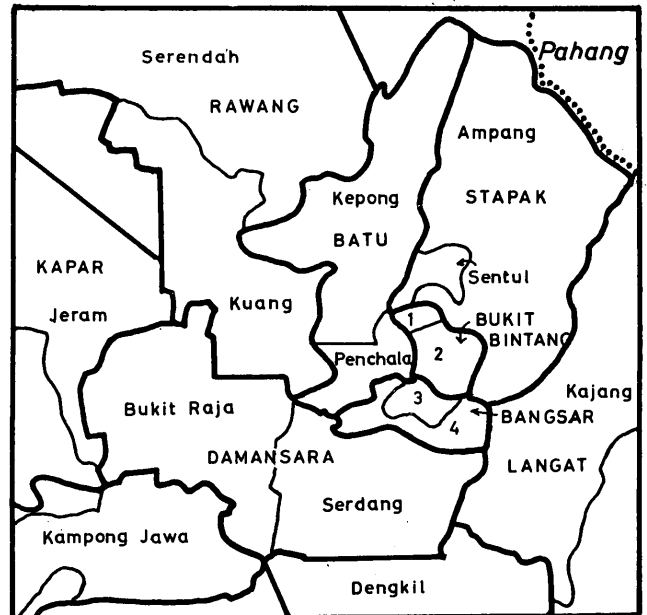 Serendah
Pahang
RAWANG
Ampang
Kepong
STAPAK
BATU
KAPAR
Sentul
Kuang
Jeram
1
BUKIT
BINTANG
2
Penchala
Kajang
3
Bukit Raja
BANGSAR
4
DAMANSARA
LANGAT
Serdang
Kampong Jawa
Dengkil